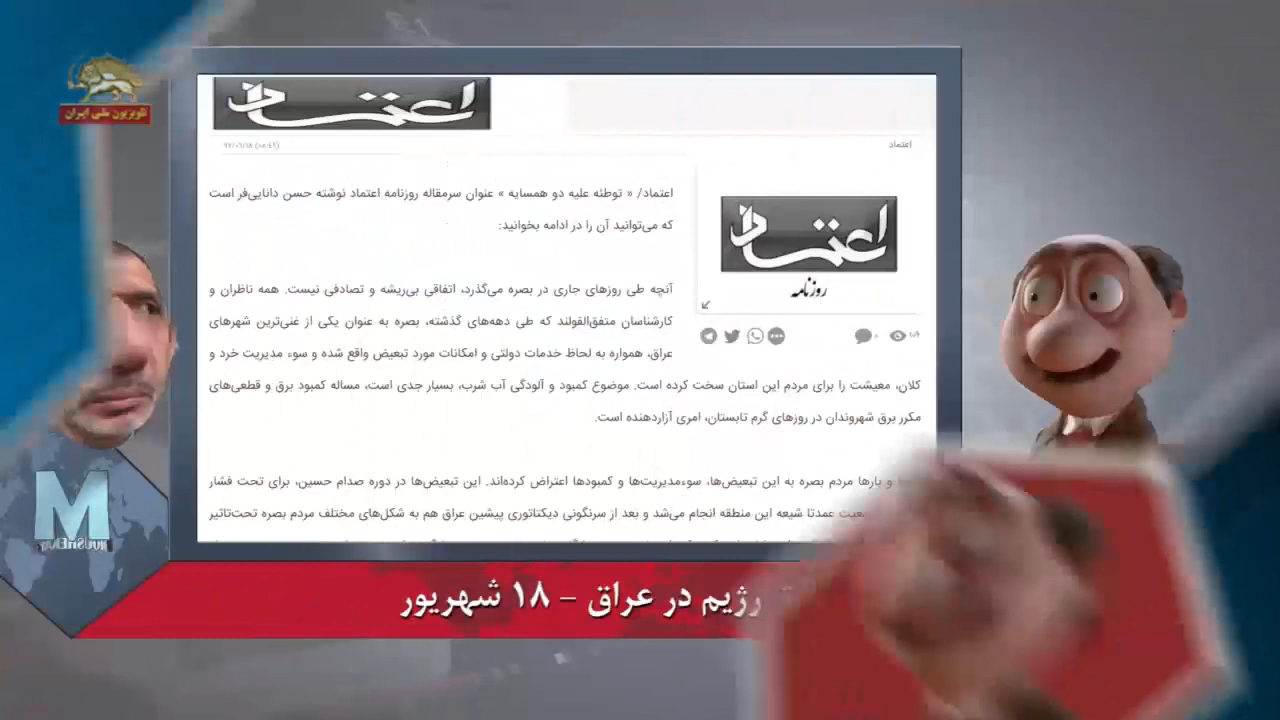 تلویزیون ملی ایران
اعتماد
اعتماد
اعتماد/ « توطئه علیه دو همسایه » عنوان سرمقاله روزنامه اعتماد نوشته حسن دانایی‌فر است
که می‌توانید آن را در ادامه بخوانید:
اعتماد
روزنامه
آنچه طی روزهای جاری در بصره می‌گذرد، اتفاقی بی‌ریشه و تصادفی نیست. همه ناظران و
کارشناسان متفق‌القولند که طی دهه‌های گذشته، بصره به عنوان یکی از غنی‌ترین شهرهای
عراق، همواره به لحاظ خدمات دولتی و امکانات مورد تبعیض واقع شده و سوء مدیریت خرد و
کلان، معیشت را برای مردم این استان سخت کرده است. موضوع کمبود و آلودگی آب شرب، بسیار جدی است، مساله کمبود برق و قطعی‌های
مکرر برق شهروندان در روزهای گرم تابستان، امری آزاردهنده است.
و بارها مردم بصره به این تبعیض‌ها، سوءمدیریت‌ها و کمبودها اعتراض کرده‌اند. این تبعیض‌ها در دوره صدام حسین، برای تحت فشار
عمدتا شیعه این منطقه انجام می‌شد و بعد از سرنگونی دیکتاتوری پیشین عراق هم به شکل‌های مختلف مردم بصره تحت‌تاثیر
M
رژیم در عراق – ۱۸ شهریور